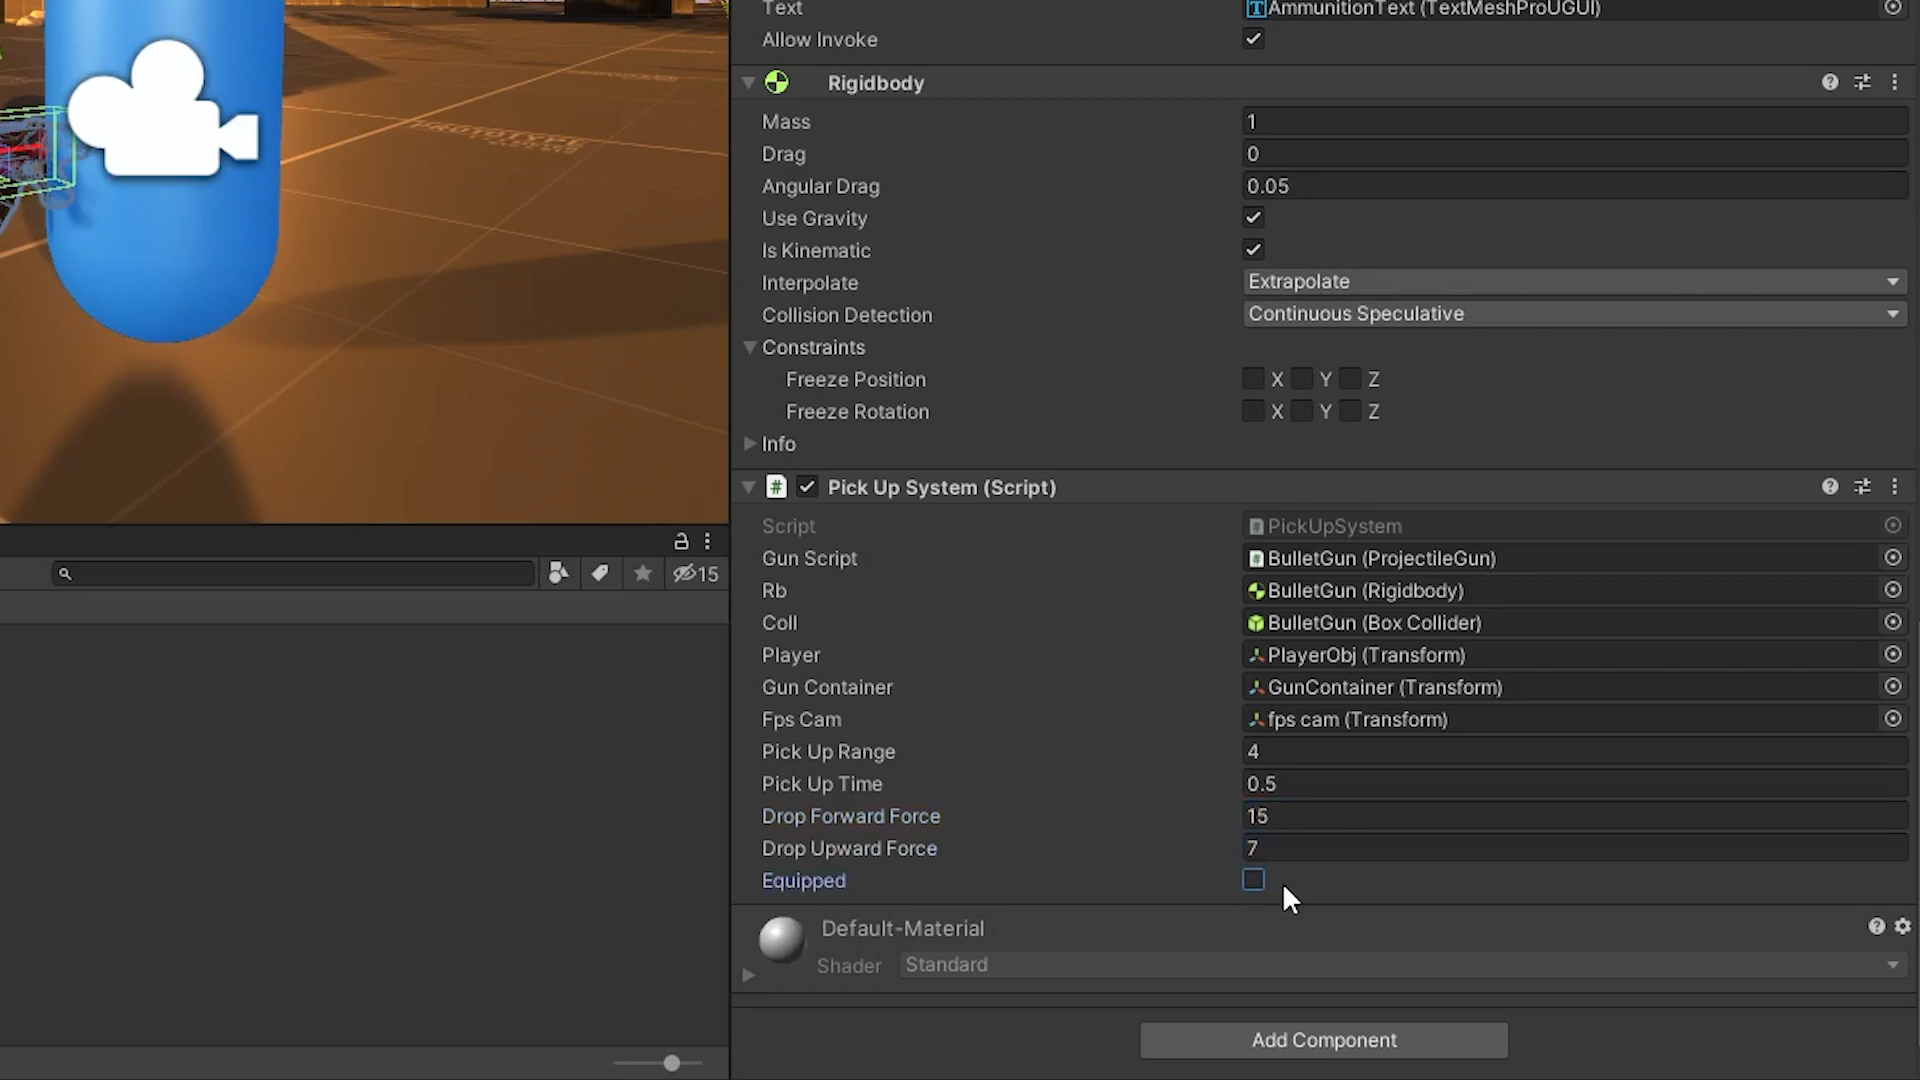 Text AmmunitionText (TextMeshProUGUI)
Allow Invoke
Rigidbody
Mass 1
Drag 0
Angular Drag 0.05
Use Gravity
Is Kinematic
Interpolate Extrapolate
Collision Detection Continuous Speculative
Constraints
Freeze Position X Y Z
Freeze Rotation X Y Z
Info
Pick Up System (Script)
Script PickUpSystem
Gun Script BulletGun (ProjectileGun)
Rb BulletGun (Rigidbody)
Coll BulletGun (Box Collider)
Player PlayerObj (Transform)
Gun Container GunContainer (Transform)
Fps Cam fps cam (Transform)
Pick Up Range 4
Pick Up Time 0.5
Drop Forward Force 15
Drop Upward Force 7
Equipped
Default-Material
Shader Standard
Add Component
15
PROTOTYPE